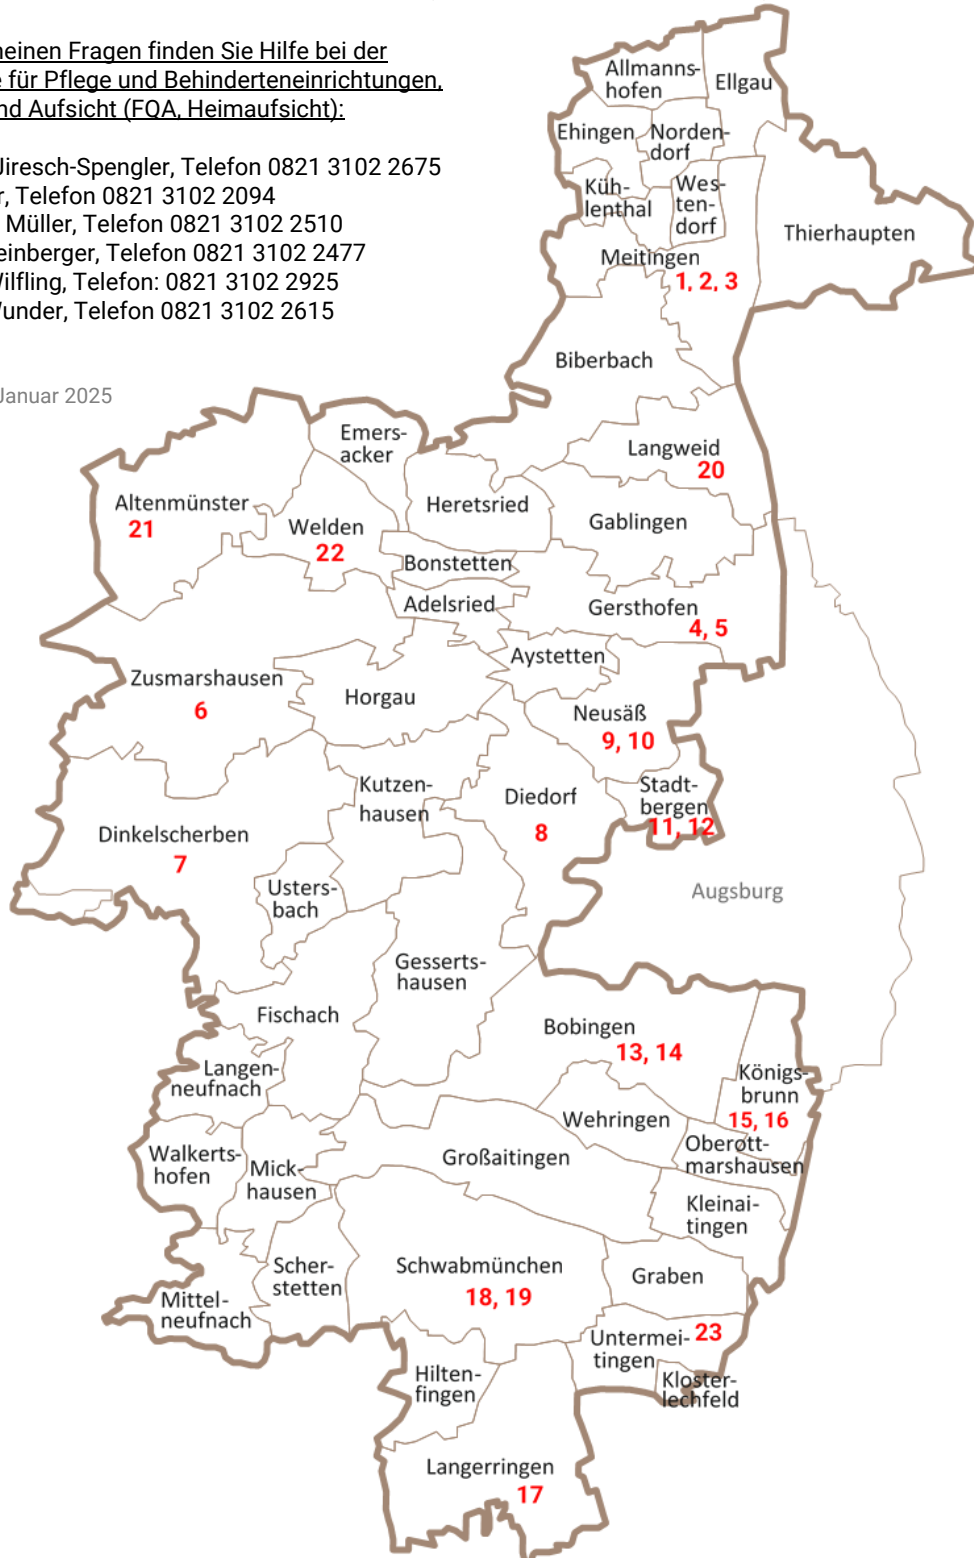 einen Fragen finden Sie Hilfe bei der
für Pflege und Behinderteneinrichtungen,
nd Aufsicht (FQA, Heimaufsicht):
Jiresch-Spengler, Telefon 0821 3102 2675
r, Telefon 0821 3102 2094
Müller, Telefon 0821 3102 2510
einberger, Telefon 0821 3102 2477
Wilfling, Telefon: 0821 3102 2925
Wunder, Telefon 0821 3102 2615
Januar 2025
Allmanns-
hofen
Ellgau
Ehingen
Norden-
dorf
Küh-
lenthal
Wes-
ten-
dorf
Thierhaupten
Meitingen
1, 2, 3
Biberbach
Emers-
acker
Langweid
20
Altenmünster
21
Heretsried
Welden
22
Gablingen
Bonstetten
Adelsried
Gersthofen
4, 5
Aystetten
Zusmarshausen
6
Horgau
Neusäß
9, 10
Kutzen-
hausen
Diedorf
8
Stadt-
bergen
11, 12
Dinkelscherben
7
Usters-
bach
Augsburg
Gesserts-
hausen
Fischach
Bobingen
13, 14
Langen-
neufnach
Königs-
brunn
15, 16
Wehringen
Oberott-
marshausen
Walkerts-
hofen
Mick-
hausen
Großaitingen
Kleinai-
tingen
Scher-
stetten
Schwabmünchen
18, 19
Graben
Mittel-
neufnach
Untermei-
tingen
23
Hilten-
fingen
Kloster-
lechfeld
Langerringen
17